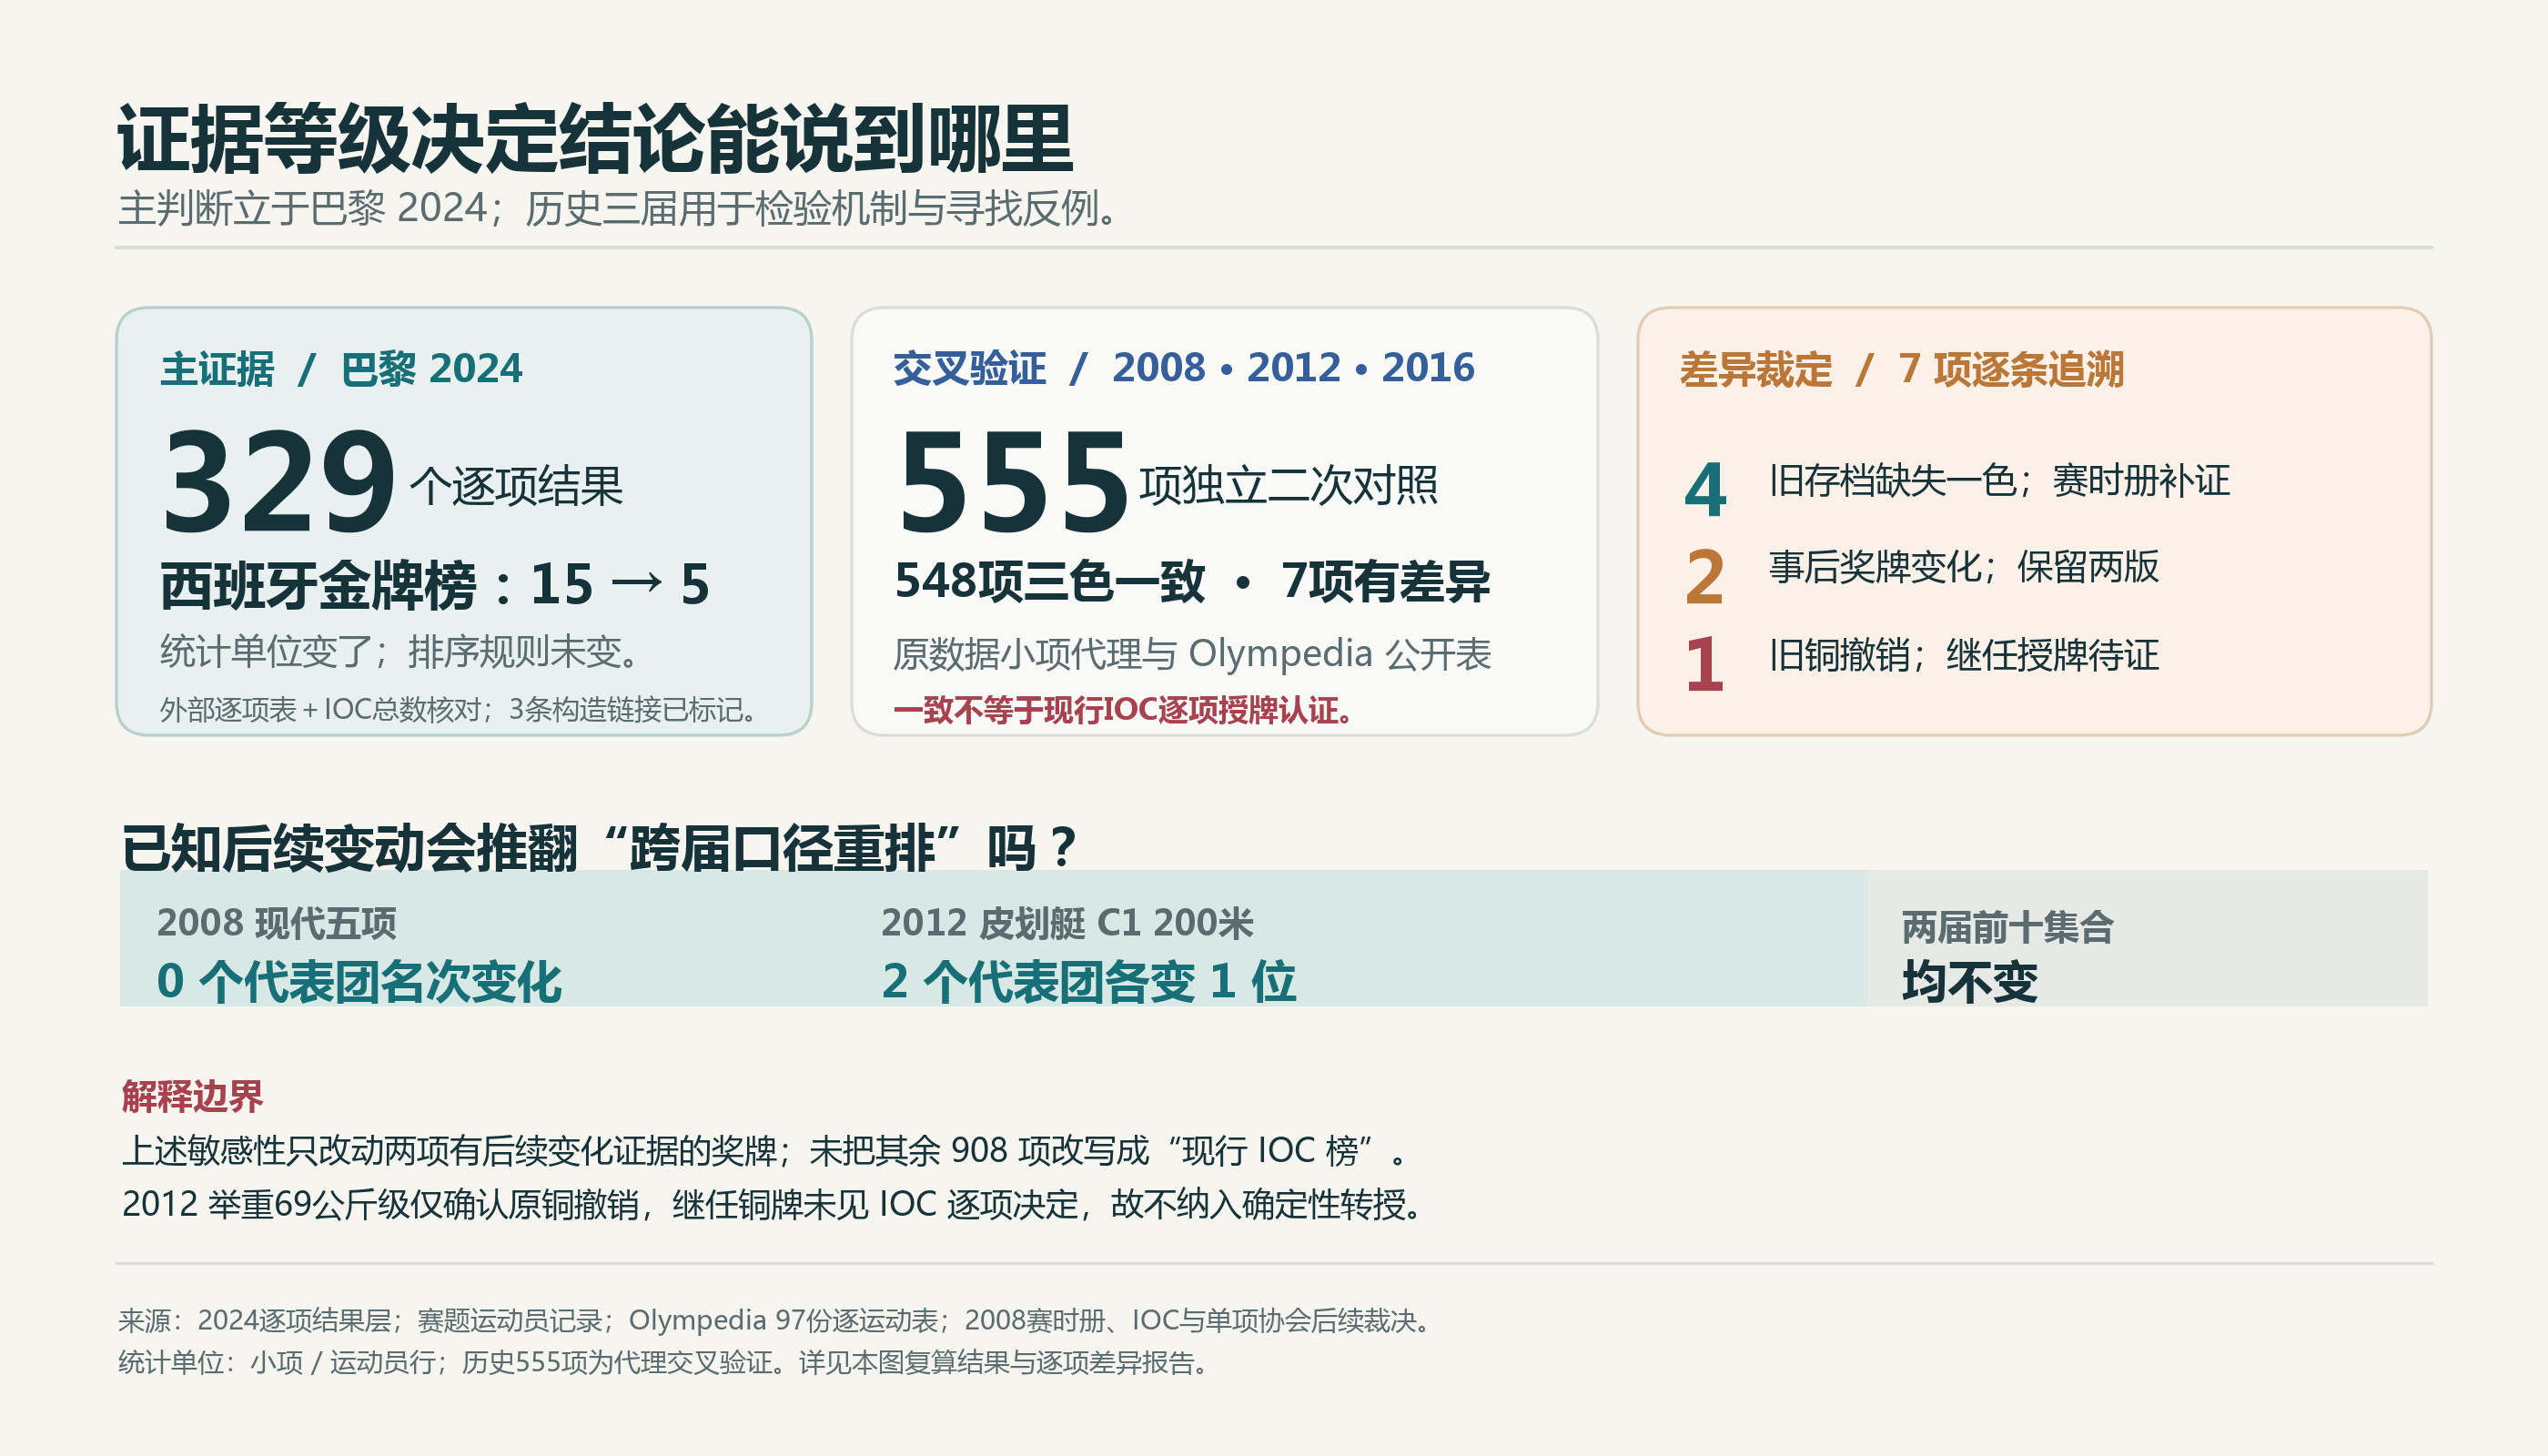 证据等级决定结论能说到哪里
主判断立于巴黎 2024；历史三届用于检验机制与寻找反例。
主证据 / 巴黎 2024
329 个逐项结果
西班牙金牌榜：15 → 5
统计单位变了；排序规则未变。
外部逐项表＋IOC总数核对；3条构造链接已标记。
交叉验证 / 2008 • 2012 • 2016
555 项独立二次对照
548项三色一致 • 7项有差异
原数据小项代理与 Olympedia 公开表
一致不等于现行IOC逐项授牌认证。
差异裁定 / 7 项逐条追溯
4 旧存档缺失一色；赛时册补证
2 事后奖牌变化；保留两版
1 旧铜撤销；继任授牌待证
已知后续变动会推翻“跨届口径重排”吗？
2008 现代五项
0 个代表团名次变化
2012 皮划艇 C1 200米
2 个代表团各变 1 位
两届前十集合
均不变
解释边界
上述敏感性只改动两项有后续变化证据的奖牌；未把其余 908 项改写成“现行 IOC 榜”。
2012 举重69公斤级仅确认原铜撤销，继任铜牌未见 IOC 逐项决定，故不纳入确定性转授。
来源：2024逐项结果层；赛题运动员记录；Olympedia 97份逐运动表；2008赛时册、IOC与单项协会后续裁决。
统计单位：小项 / 运动员行；历史555项为代理交叉验证。详见本图复算结果与逐项差异报告。